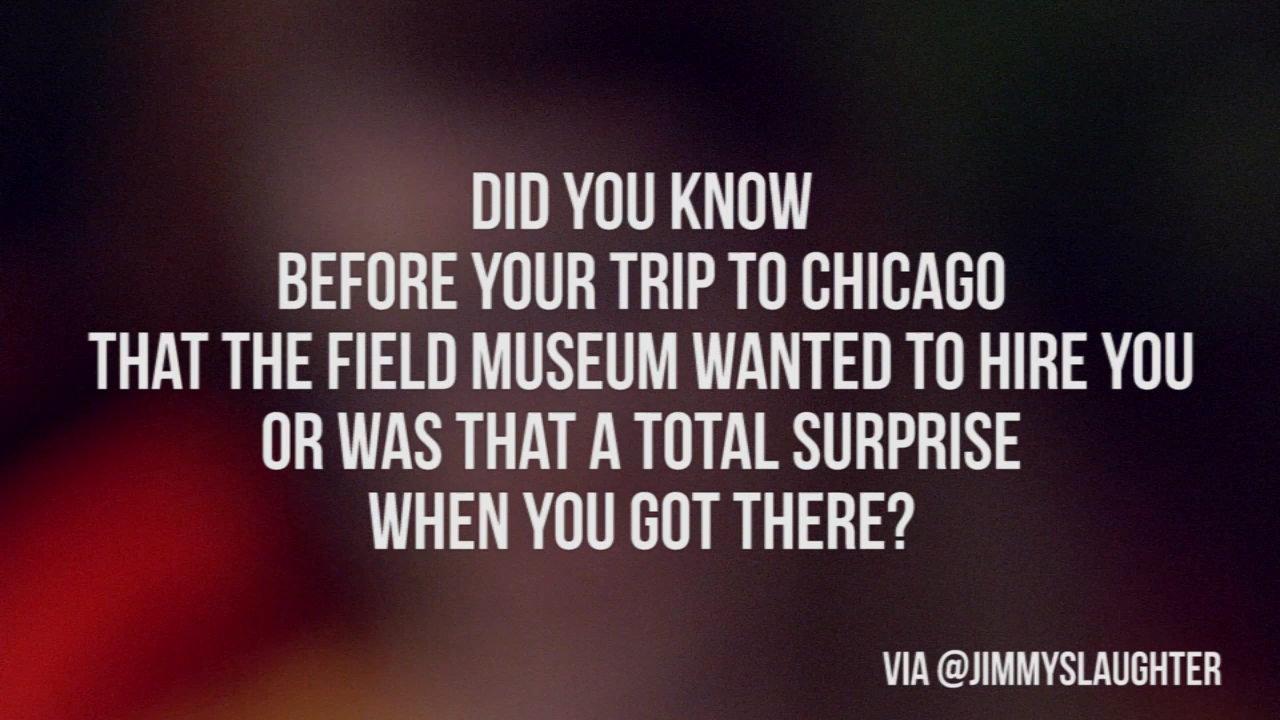 DID YOU KNOW
BEFORE YOUR TRIP TO CHICAGO
THAT THE FIELD MUSEUM WANTED TO HIRE YOU
OR WAS THAT A TOTAL SURPRISE
WHEN YOU GOT THERE?
VIA @JIMMYSLAUGHTER